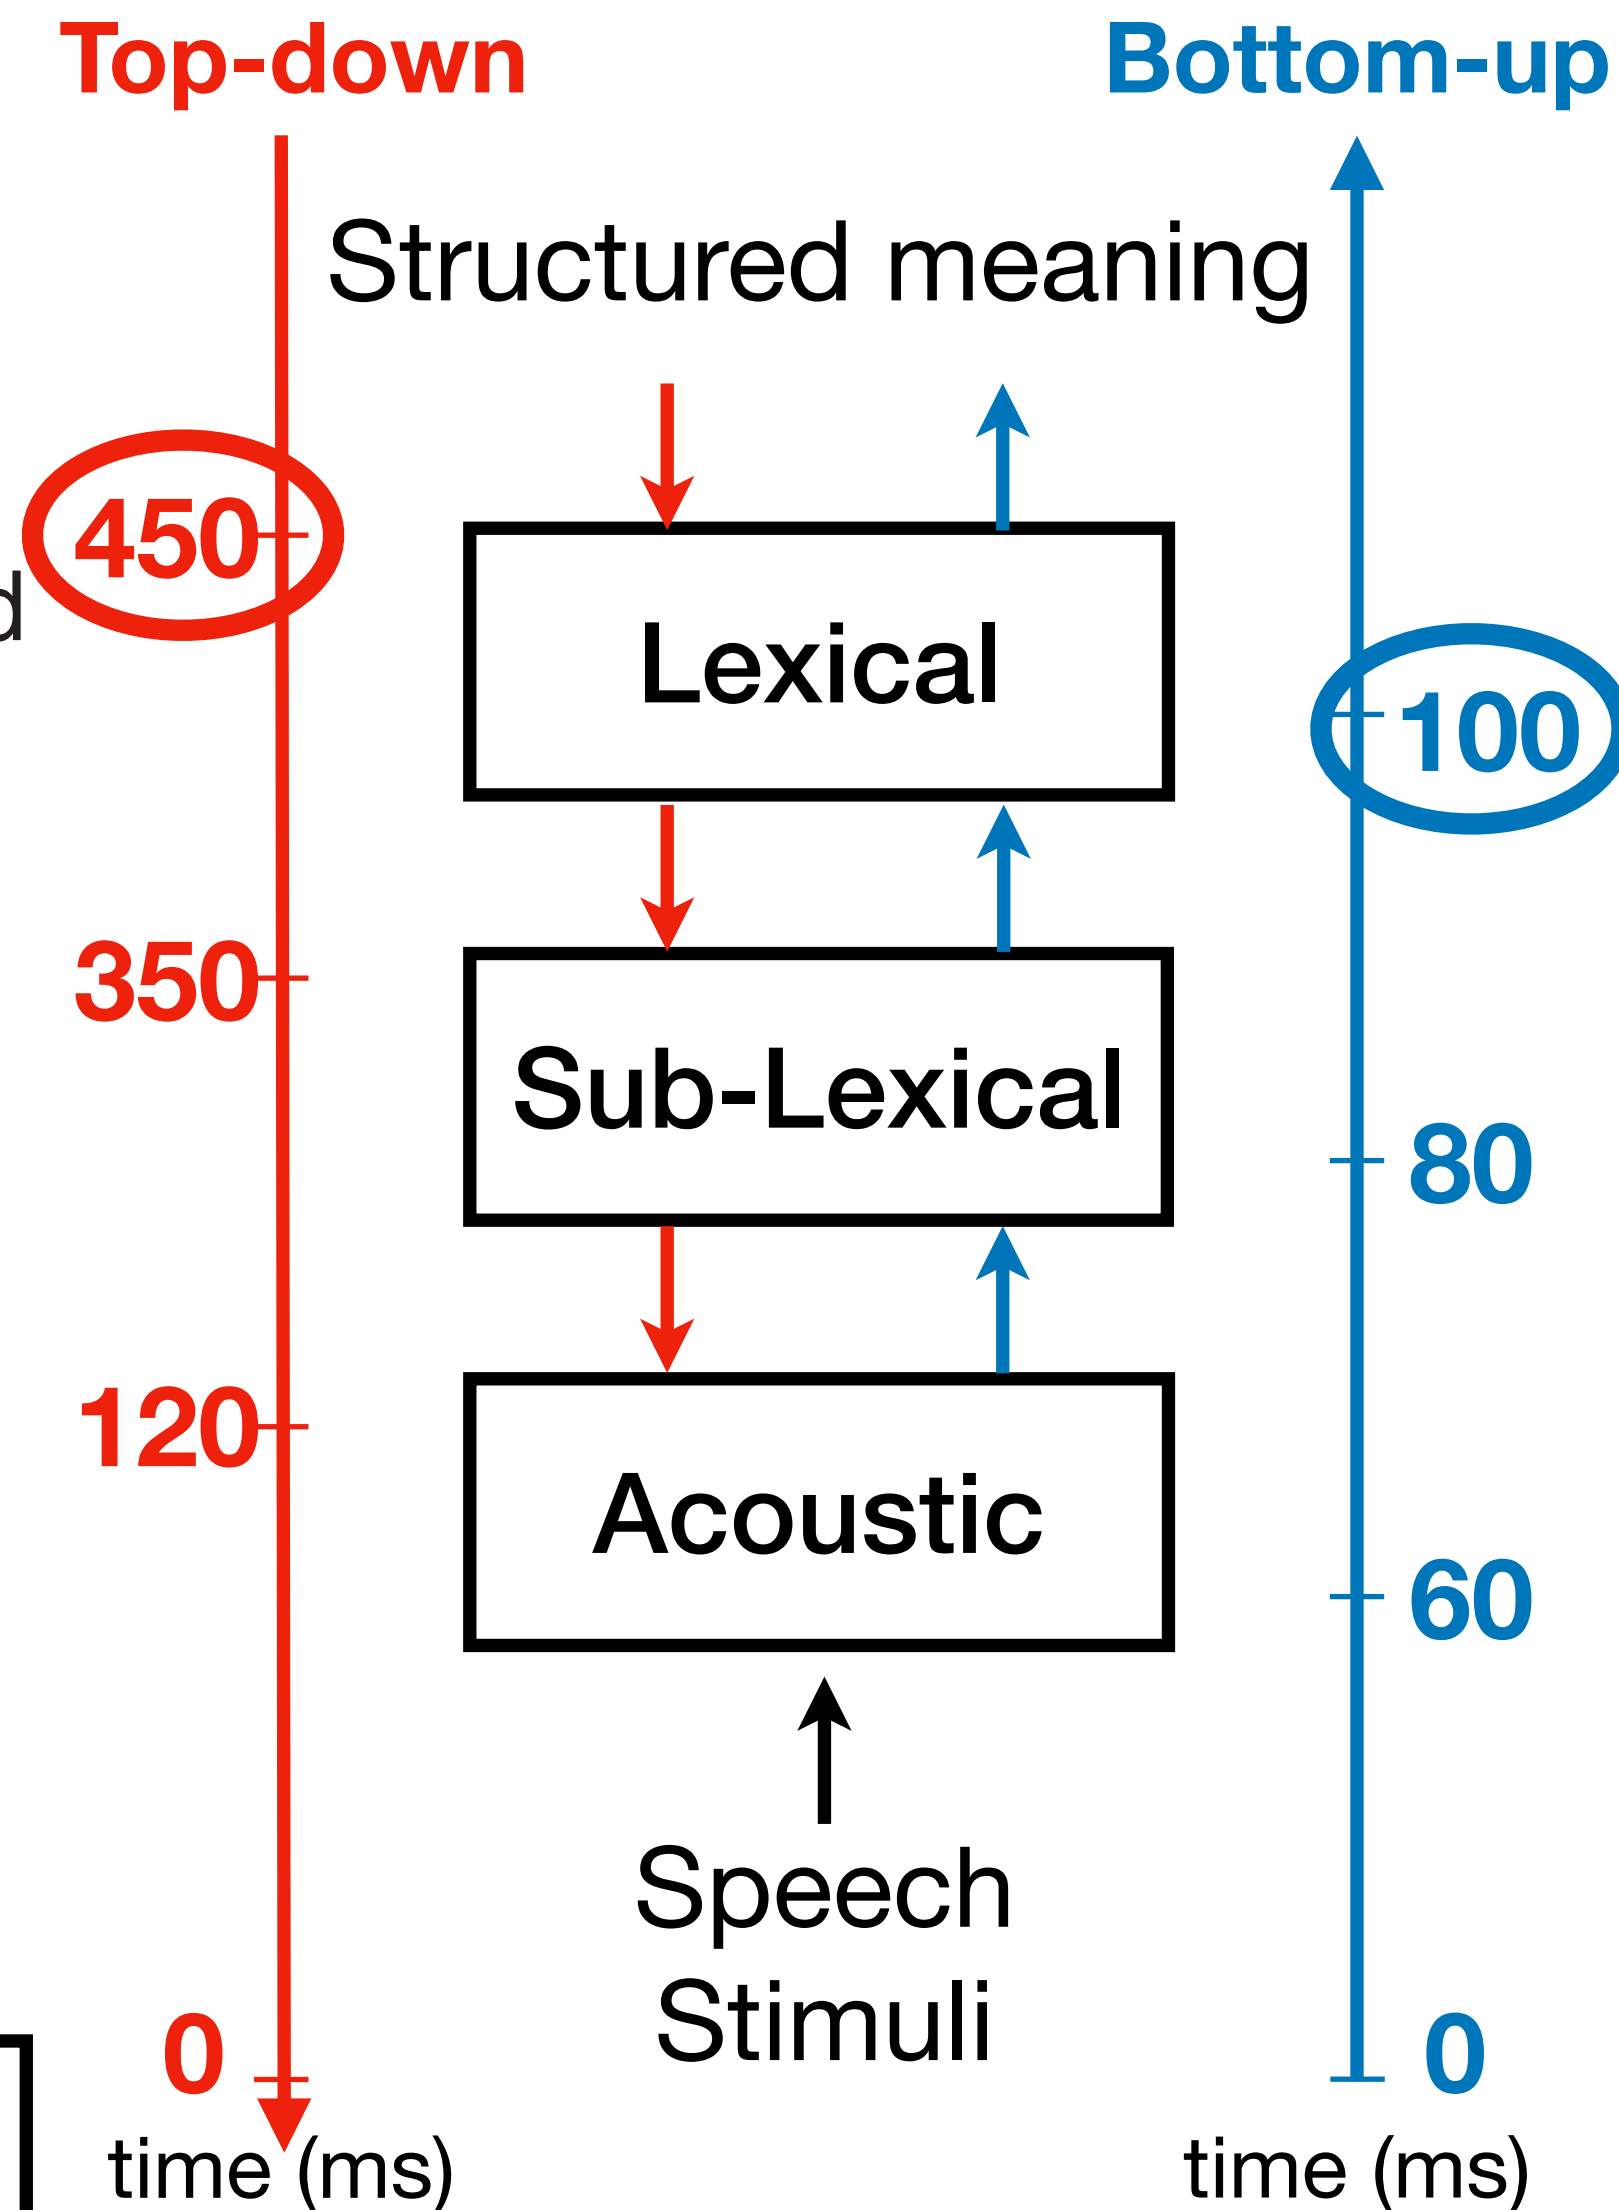 Top-down
Bottom-up
Structured meaning
450
d
Lexical
100
350
Sub-Lexical
80
120
Acoustic
60
Speech
Stimuli
0
0
time (ms)
time (ms)